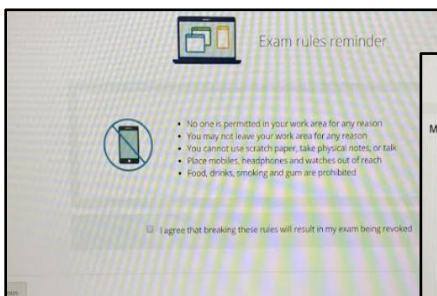 Exam rules reminder
No one is permitted in your work area for any reason
You may not leave your work area for any reason
You cannot use scratch paper, take physical notes, or talk
Place mobiles, headphones and watches out of reach
Food, drinks, smoking and gum are prohibited
I agree that breaking these rules will result in my exam being revoked
M